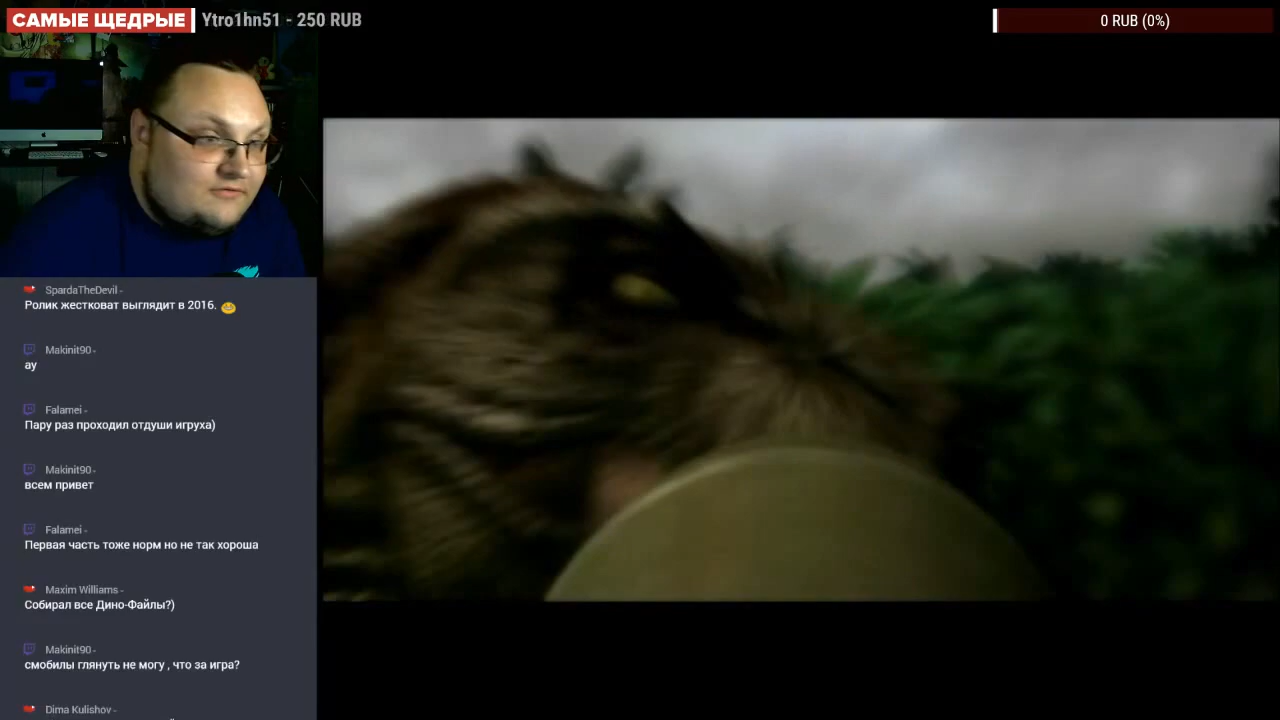 САМЫЕ ЩЕДРЫЕ Ytro1hn51 - 250 RUB
0 RUB (0%)
SpardaTheDevil -
Ролик жестковат выглядит в 2016.
Makinit90 -
ау
Falamei -
Пару раз проходил отдуши игруха)
Makinit90 -
всем привет
Falamei -
Первая часть тоже норм но не так хороша
Maxim Williams -
Собирал все Дино-Файлы?)
Makinit90 -
смобилы глянуть не могу , что за игра?
Dima Kulishov -